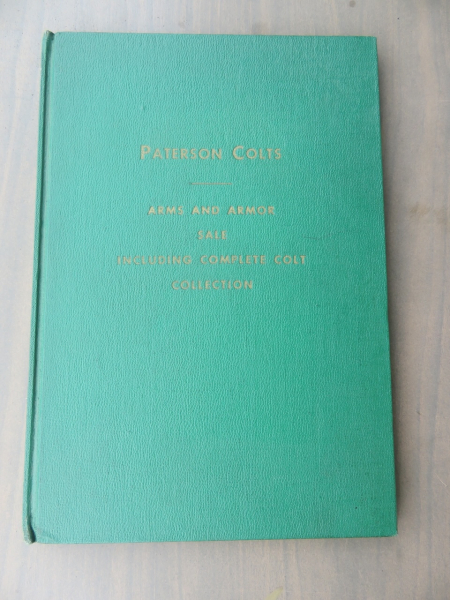 PATERSON COLTS
ARMS AND ARMOR
SALE
INCLUDING COMPLETE COLT
COLLECTION